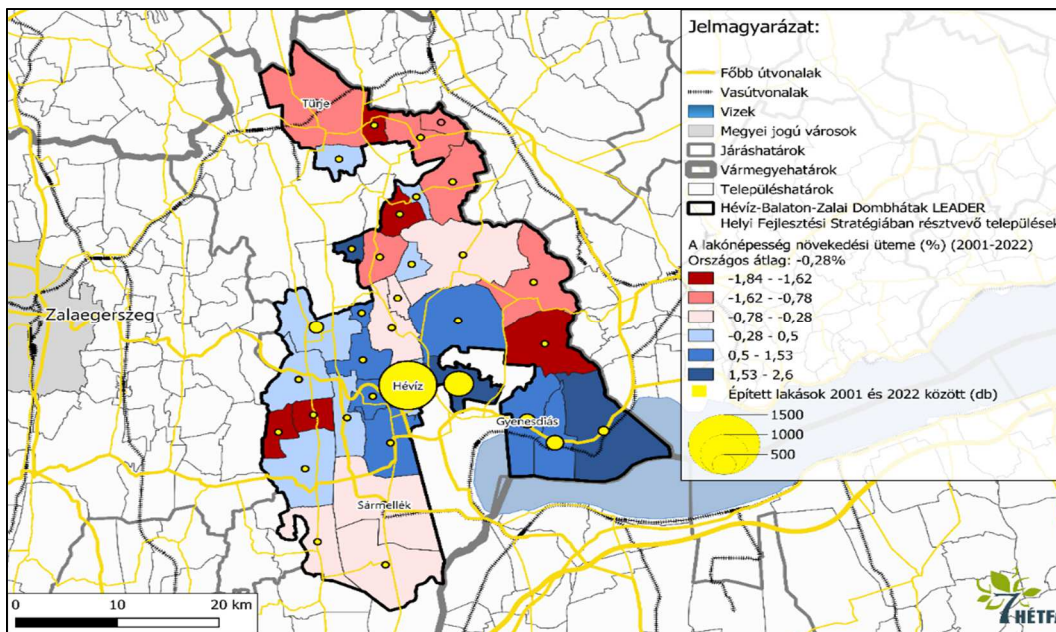 Jelmagyarázat:
Főbb útvonalak
Vasútvonalak
Vizek
Megyei jogú városok
Járáshatárok
Vármegyehatárok
Településhatárok
Hévíz-Balaton-Zalai Dombhátak LEADER
Helyi Fejlesztési Stratégiában résztvevő települések
A lakónépesség növekedési üteme (%) (2001-2022)
Országos átlag: -0,28%
-1,84 - -1,62
-1,62 - -0,78
-0,78 - -0,28
-0,28 - 0,5
0,5 - 1,53
1,53 - 2,6
Épített lakások 2001 és 2022 között (db)
1500
1000
500
Türje
Zalaegerszeg
Hévíz
Gyenesdiás
Sármellék
0 10 20 km
7 HÉTFA